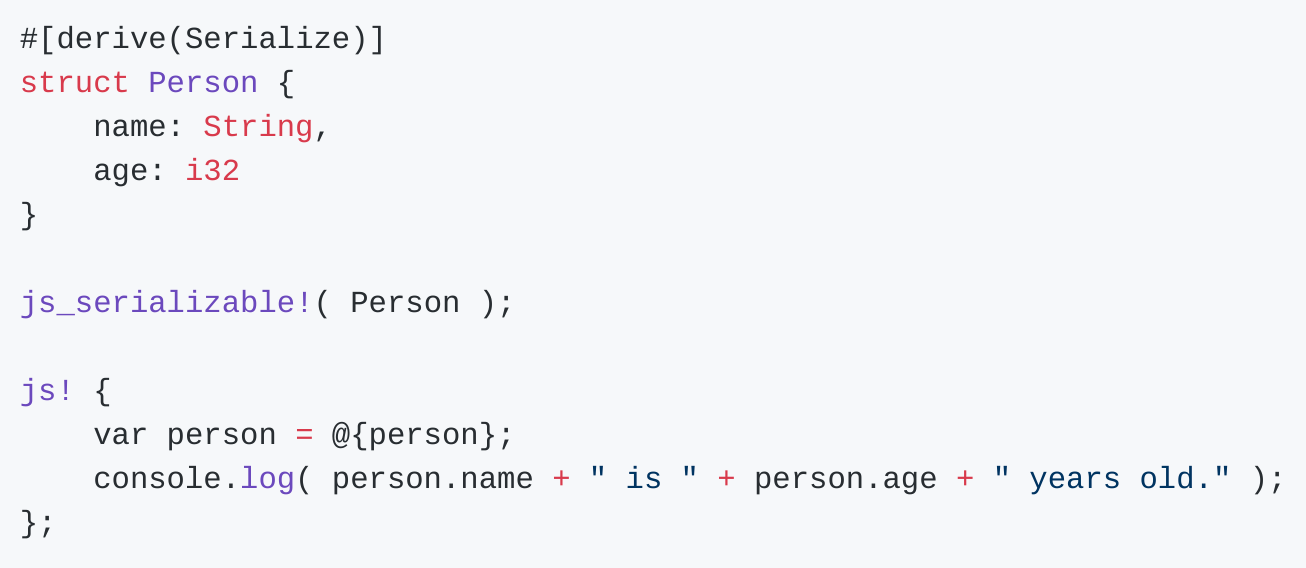 #[derive(Serialize)]
struct Person {
    name: String,
    age: i32
}

js_serializable!( Person );

js! {
    var person = @{person};
    console.log( person.name + " is " + person.age + " years old." );
};